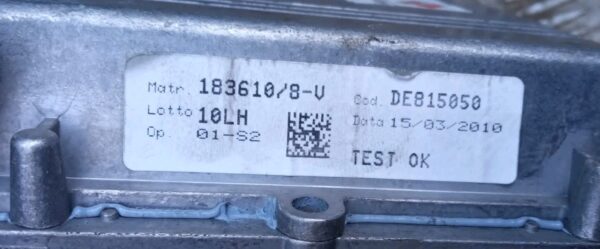 Matr. 183610/8-V Cod. DE815050
Lotto 10LH Data 15/03/2010
Op. 01-S2
TEST OK